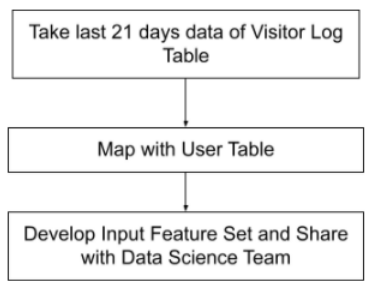 Take last 21 days data of Visitor Log
Table
Map with User Table
Develop Input Feature Set and Share
with Data Science Team